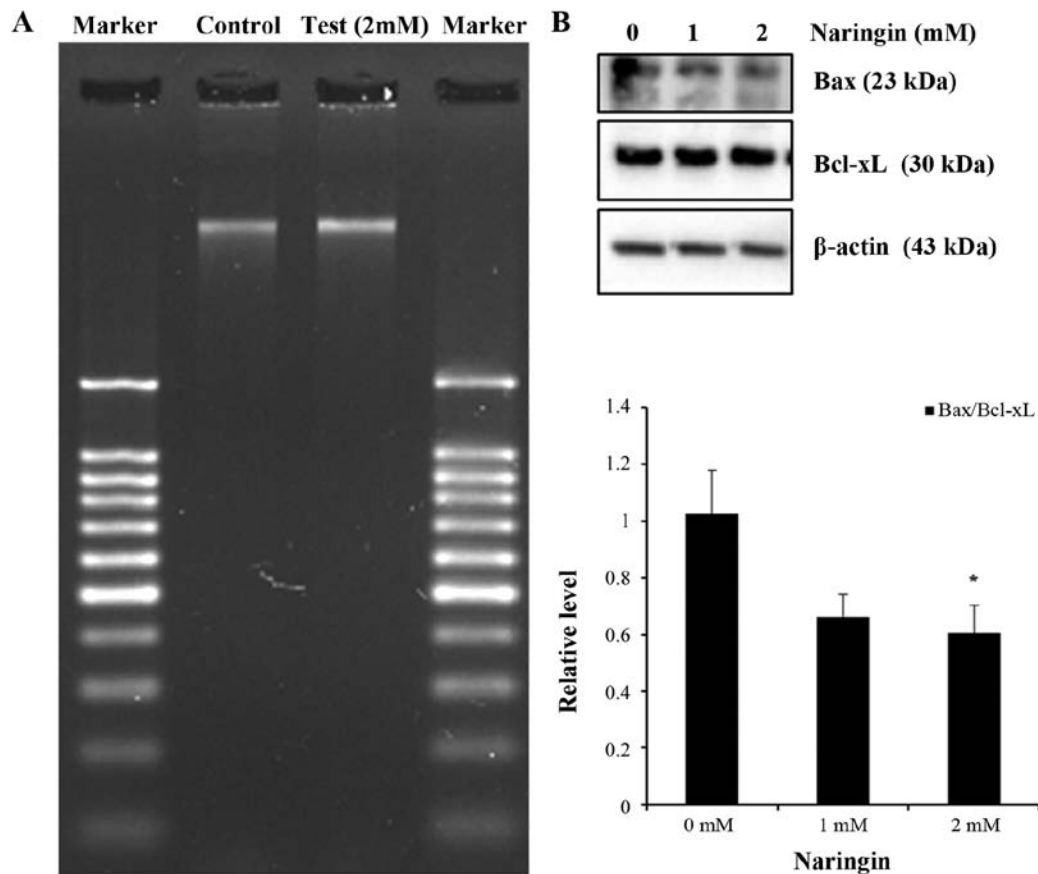 A
Marker Control Test (2mM) Marker
B
0 1 2 Naringin (mM)
Bax (23 kDa)
Bcl-xL (30 kDa)
β-actin (43 kDa)
Bax/Bcl-xL
Relative level
1.4
1.2
1
0.8
0.6
0.4
0.2
0
*
0 mM 1 mM 2 mM
Naringin